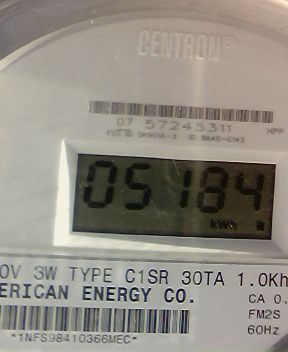 CENTRON®
07 57245311
HPP
05184
kWh
0V 3W TYPE C1SR 30TA 1.0Kh
ERICAN ENERGY CO.
CA 0.
FM2S
60Hz
*1NFS98410366MEC*